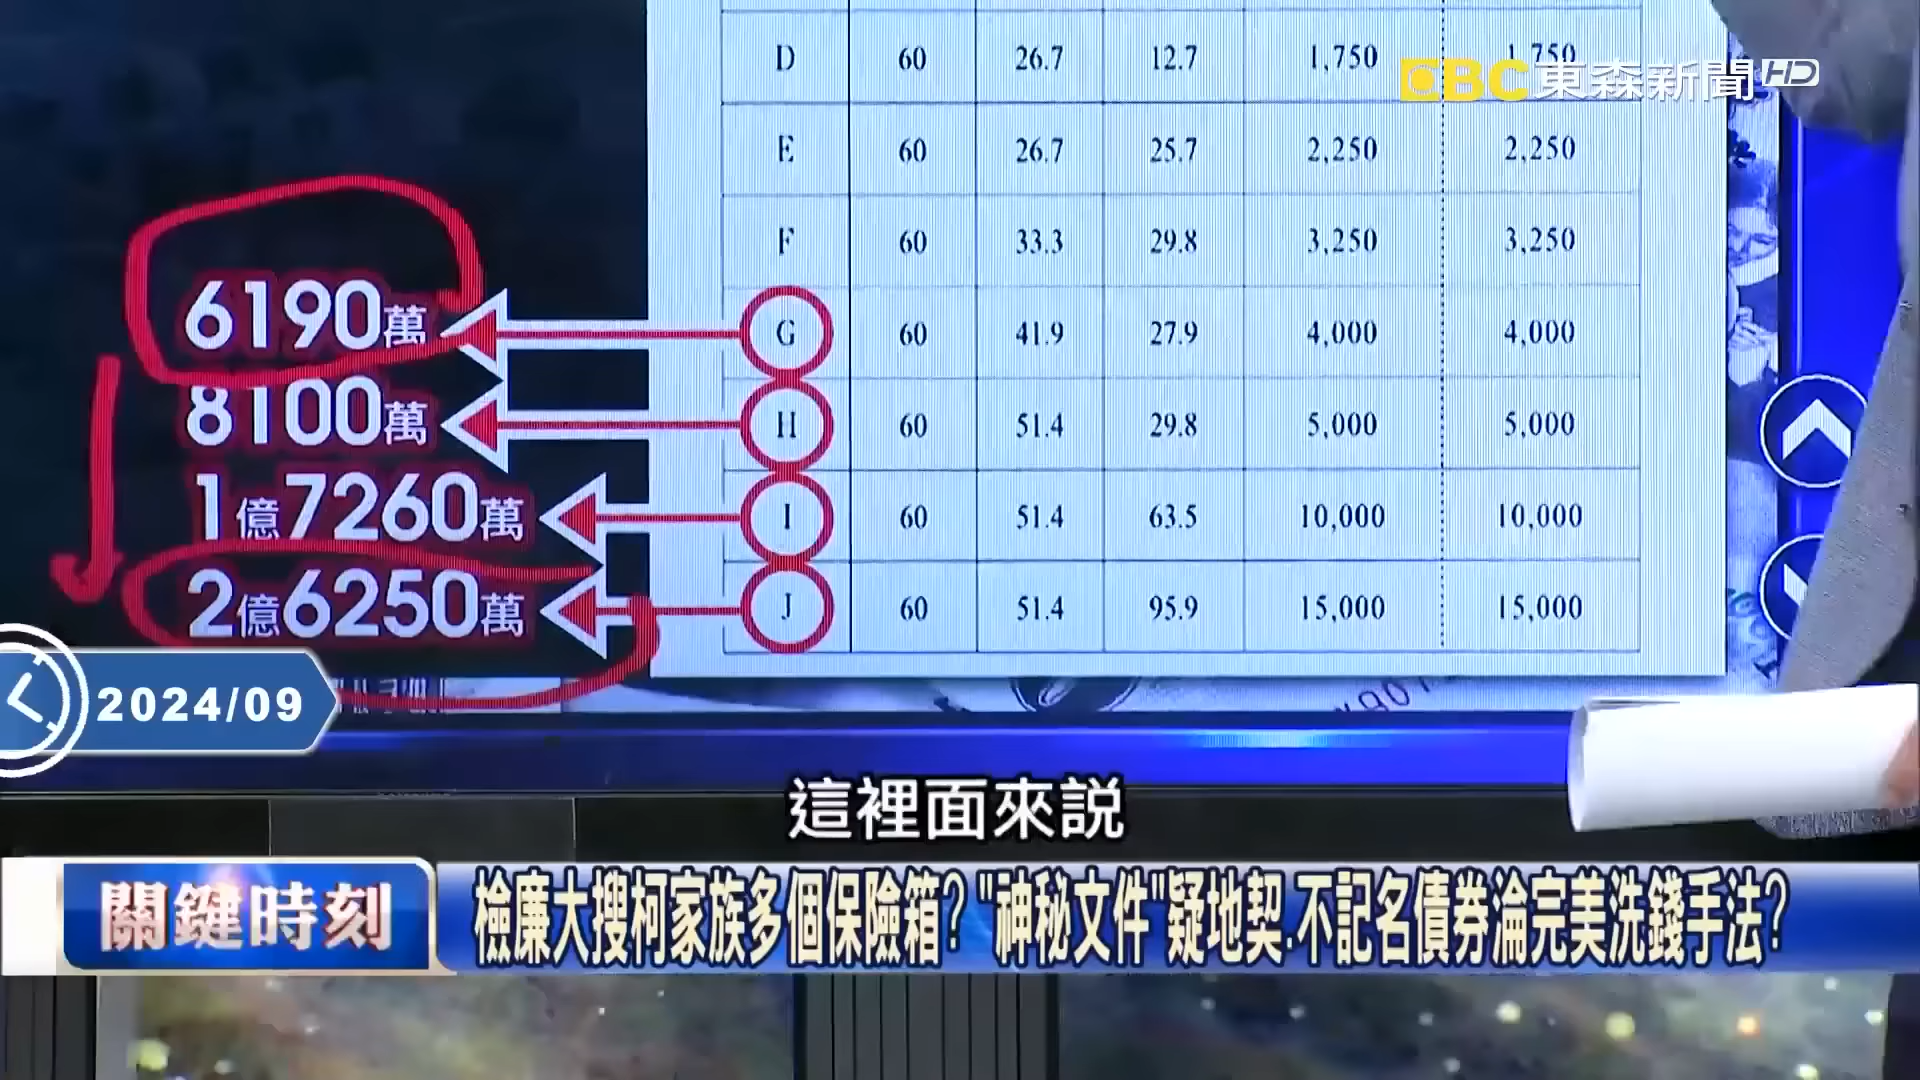 D 60 26.7 12.7 1,750 1,750
EBC東森新聞HD
E 60 26.7 25.7 2,250 2,250
F 60 33.3 29.8 3,250 3,250
6190萬 G 60 41.9 27.9 4,000 4,000
8100萬 H 60 51.4 29.8 5,000 5,000
1億7260萬 I 60 51.4 63.5 10,000 10,000
2億6250萬 J 60 51.4 95.9 15,000 15,000
2024/09
這裡面來説
關鍵時刻
檢廉大搜柯家族多個保險箱?"神秘文件"疑地契.不記名債券淪完美洗錢手法?